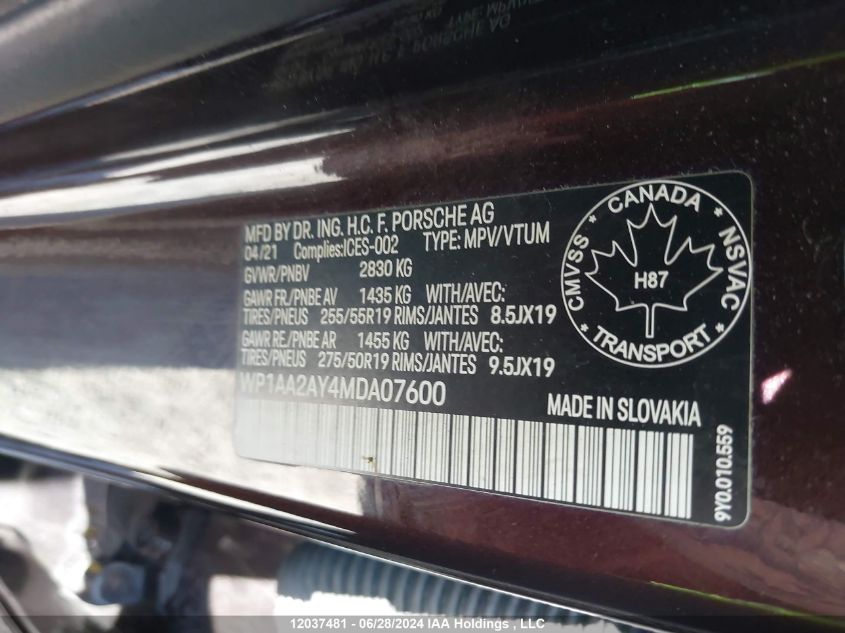 MFD BY DR. ING. H.C. F. PORSCHE AG
04/21 Complies:ICES-002 TYPE: MPV/VTUM
GVWR/PNBV 2830 KG
GAWR FR./PNBE AV 1435 KG WITH/AVEC:
TIRES/PNEUS 255/55R19 RIMS/JANTES 8.5JX19
GAWR RE./PNBE AR 1455 KG WITH/AVEC:
TIRES/PNEUS 275/50R19 RIMS/JANTES 9.5JX19
WP1AA2AY4MDA07600
MADE IN SLOVAKIA
CANADA
CMVSS
NSVAC
H87
TRANSPORT
9Y0.010.559
12037481 - 06/28/2024 IAA Holdings , LLC